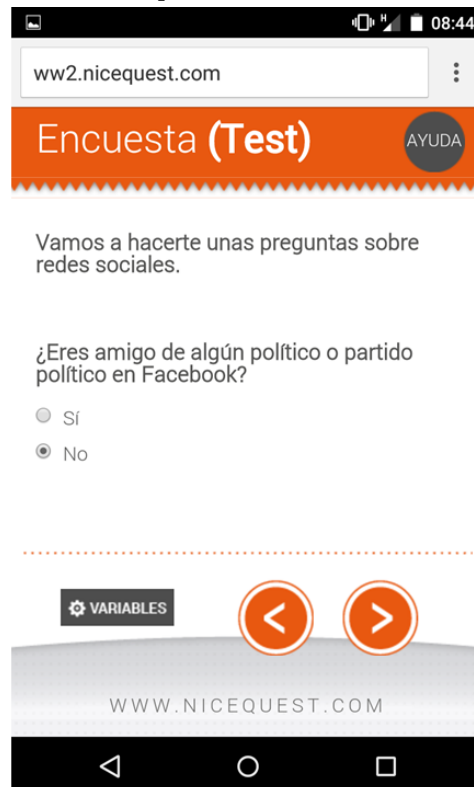 H 08:44
ww2.nicequest.com
Encuesta (Test)
AYUDA
Vamos a hacerte unas preguntas sobre
redes sociales.
¿Eres amigo de algún político o partido
político en Facebook?
Sí
No
VARIABLES
< >
WWW.NICEQUEST.COM